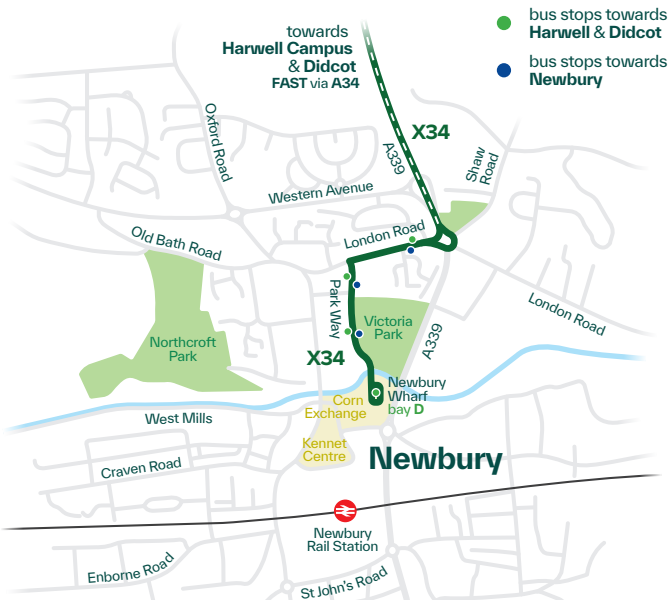 towards
Harwell Campus
& Didcot
FAST via A34
bus stops towards
Harwell & Didcot
bus stops towards
Newbury
X34
A339
Shaw
Road
Oxford Road
Western Avenue
London Road
Old Bath Road
Park Way
London Road
Victoria
Park
A339
Northcroft
Park
X34
Newbury
Wharf
bay D
Corn
Exchange
West Mills
Kennet
Centre
Newbury
Craven Road
Newbury
Rail Station
Enborne Road
St John's Road